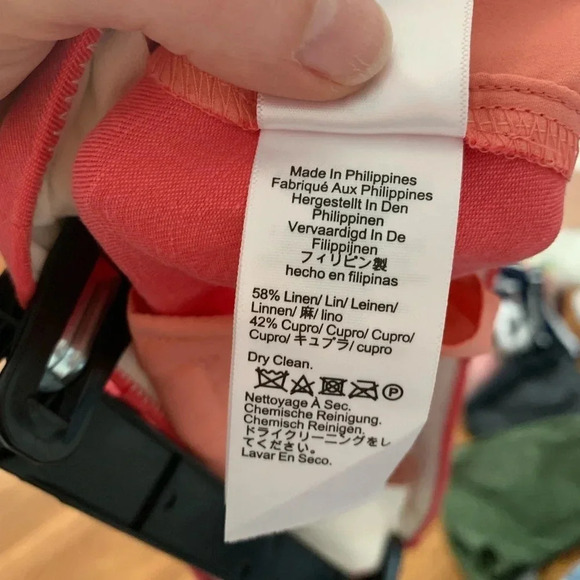 Made In Philippines
Fabriqué Aux Philippines
Hergestellt In Den
Philippinen
Vervaardigd In De
Filippijnen
フィリピン製
hecho en filipinas
58% Linen/ Lin/ Leinen/
Linnen/ 麻/ lino
42% Cupro/ Cupro/ Cupro/
Cupro/ キュプラ/ cupro
Dry Clean.
P
Nettoyage A Sec.
Chemische Reinigung.
Chemisch Reinigen.
ドライクリーニングをし
てください。
Lavar En Seco.